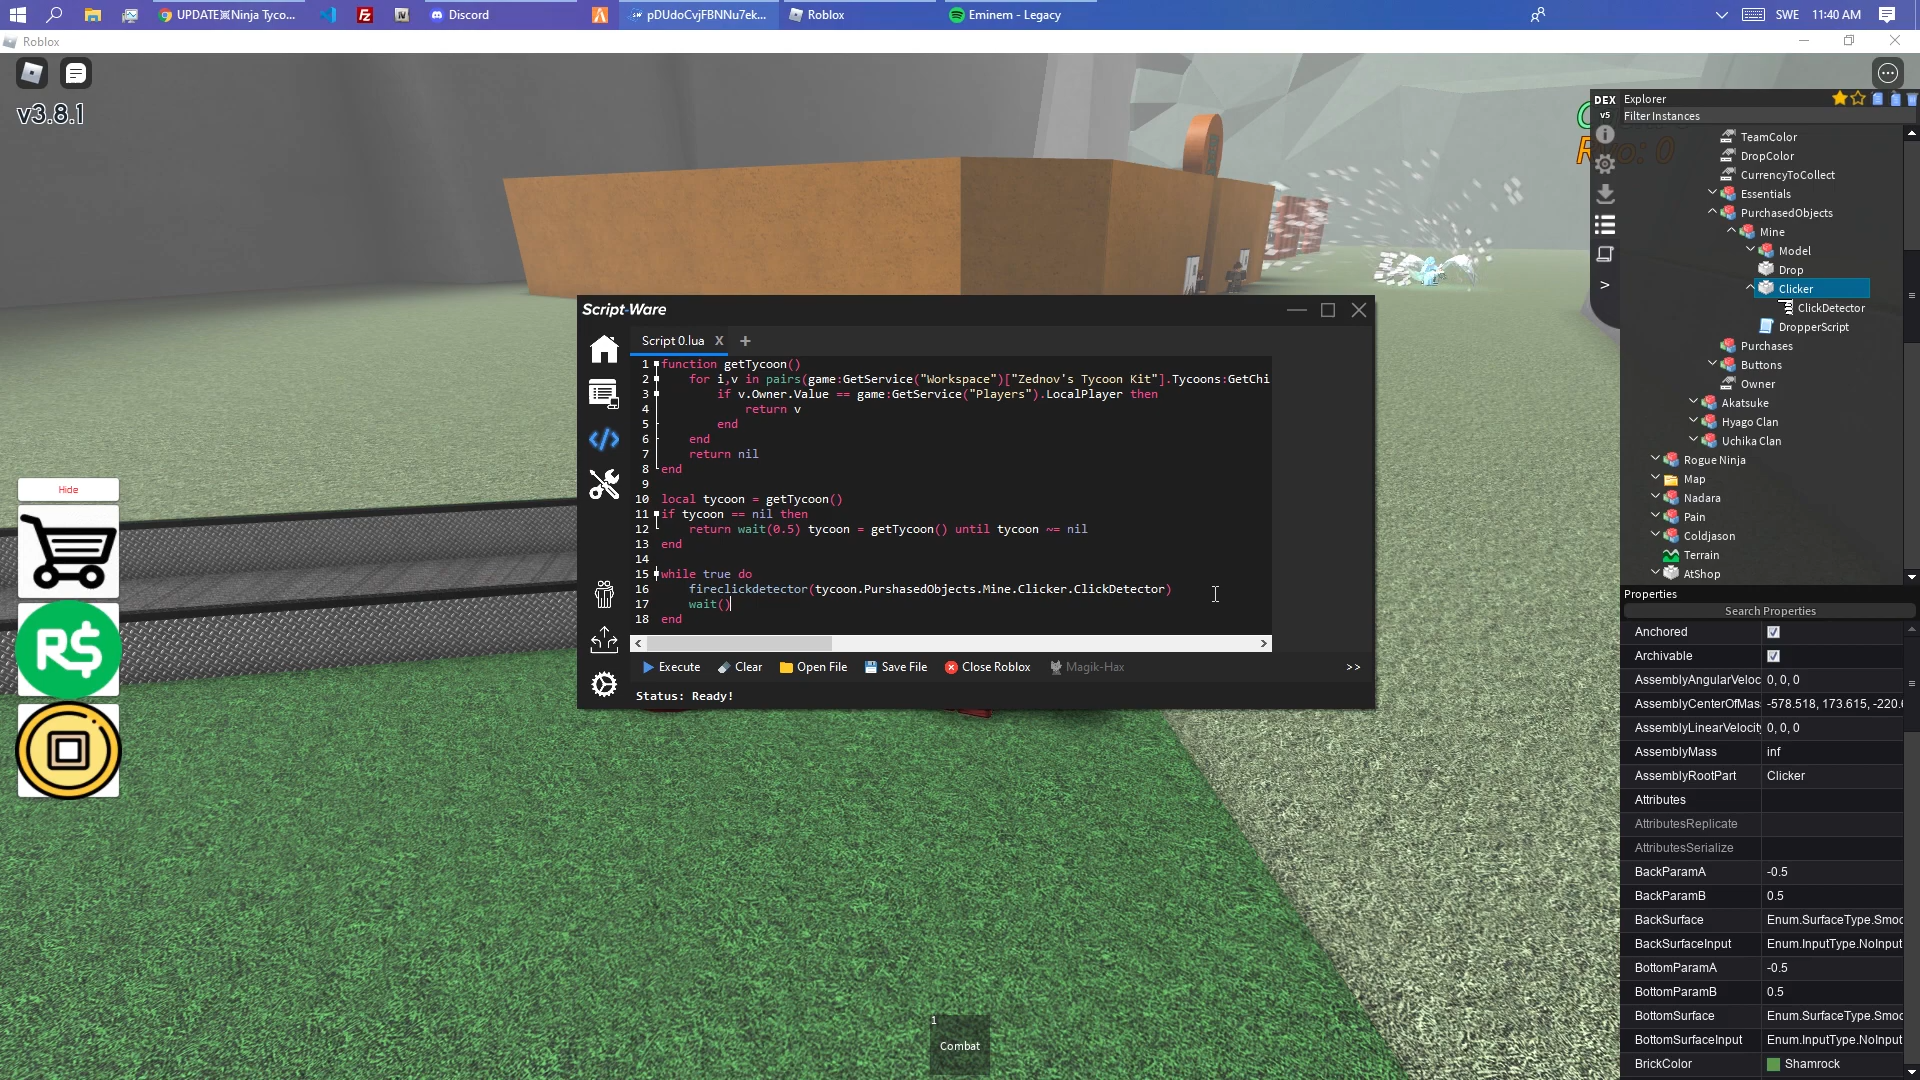 UPDATE🌋Ninja Tyco...
Discord
pDUdoCvjFBNNu7ek...
Roblox
Eminem - Legacy
SWE
11:40 AM
Roblox
v3.8.1
Hide
R$
Script-Ware
Script 0.lua X +
1 function getTycoon()
2 for i,v in pairs(game:GetService("Workspace")["Zednov's Tycoon Kit"].Tycoons:GetChi
3 if v.Owner.Value == game:GetService("Players").LocalPlayer then
4 return v
5 end
6 end
7 return nil
8 end
9
10 local tycoon = getTycoon()
11 if tycoon == nil then
12 return wait(0.5) tycoon = getTycoon() until tycoon ~= nil
13 end
14
15 while true do
16 fireclickdetector(tycoon.PurshasedObjects.Mine.Clicker.ClickDetector)
17 wait()
18 end
Execute
Clear
Open File
Save File
Close Roblox
Magik-Hax
>>
Status: Ready!
1
Combat
DEX
v5
Explorer
Filter Instances
TeamColor
DropColor
CurrencyToCollect
Essentials
PurchasedObjects
Mine
Model
Drop
Clicker
ClickDetector
DropperScript
Purchases
Buttons
Owner
Akatsuke
Hyago Clan
Uchika Clan
Rogue Ninja
Map
Nadara
Pain
Coldjason
Terrain
AtShop
Properties
Search Properties
Anchored
Archivable
AssemblyAngularVeloc 0, 0, 0
AssemblyCenterOfMas -578.518, 173.615, -220.6
AssemblyLinearVelocity 0, 0, 0
AssemblyMass inf
AssemblyRootPart Clicker
Attributes
AttributesReplicate
AttributesSerialize
BackParamA -0.5
BackParamB 0.5
BackSurface Enum.SurfaceType.Smoo
BackSurfaceInput Enum.InputType.NoInput
BottomParamA -0.5
BottomParamB 0.5
BottomSurface Enum.SurfaceType.Smoo
BottomSurfaceInput Enum.InputType.NoInput
BrickColor Shamrock